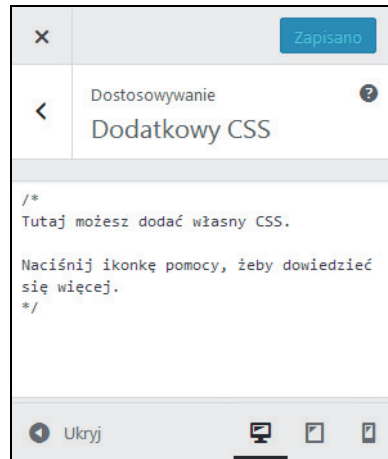 Zapisano
Dostosowywanie
Dodatkowy CSS
/*
Tutaj możesz dodać własny CSS.
Naciśnij ikonkę pomocy, żeby dowiedzieć
się więcej.
*/
Ukryj